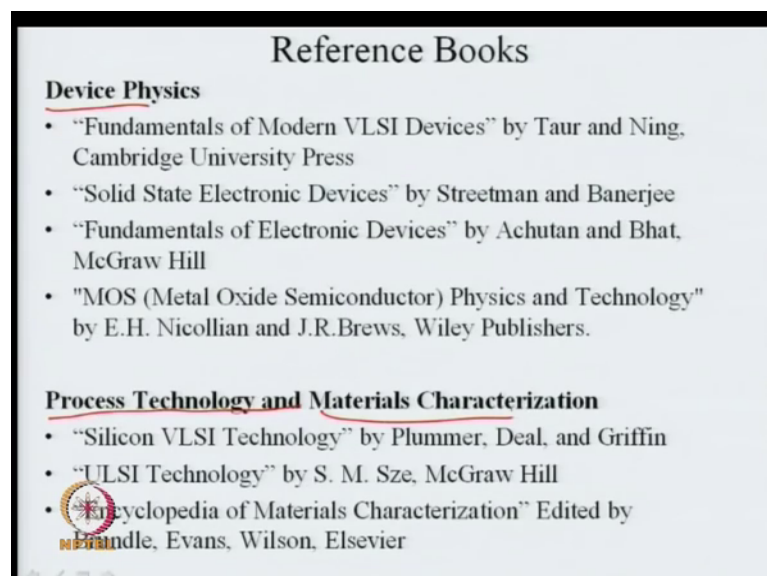 Reference Books
Device Physics
• “Fundamentals of Modern VLSI Devices” by Taur and Ning,
Cambridge University Press
• “Solid State Electronic Devices” by Streetman and Banerjee
• “Fundamentals of Electronic Devices” by Achutan and Bhat,
McGraw Hill
• "MOS (Metal Oxide Semiconductor) Physics and Technology"
by E.H. Nicollian and J.R.Brews, Wiley Publishers.
Process Technology and Materials Characterization
• “Silicon VLSI Technology” by Plummer, Deal, and Griffin
• “ULSI Technology” by S. M. Sze, McGraw Hill
• “Encyclopedia of Materials Characterization” Edited by
Evans, Wilson, Elsevier
NPTEL